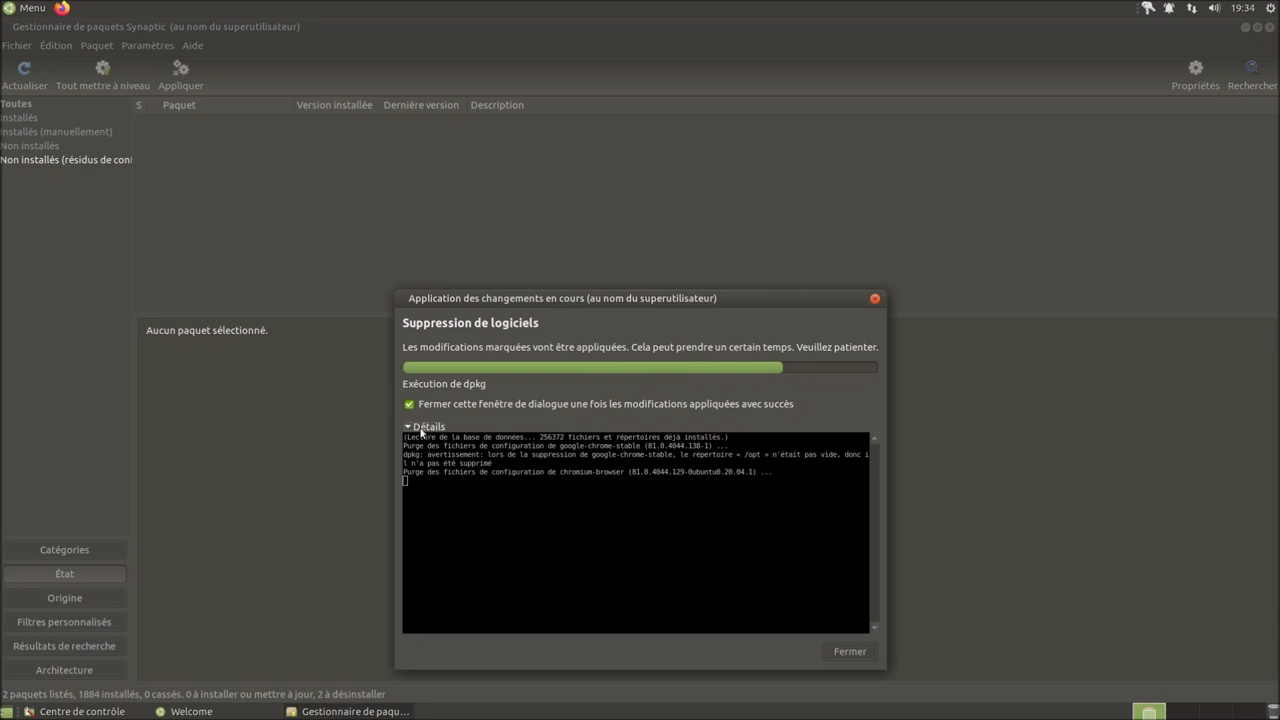 Menu
19:34
Gestionnaire de paquets Synaptic (au nom du superutilisateur)
Fichier Édition Paquet Paramètres Aide
Actualiser Tout mettre à niveau Appliquer Propriétés Rechercher
Toutes
Installés
Installés (manuellement)
Non installés
Non installés (résidus de conf
S Paquet Version installée Dernière version Description
Aucun paquet sélectionné.
Application des changements en cours (au nom du superutilisateur)
Suppression de logiciels
Les modifications marquées vont être appliquées. Cela peut prendre un certain temps. Veuillez patienter.
Exécution de dpkg
Fermer cette fenêtre de dialogue une fois les modifications appliquées avec succès
Détails
(Lecture de la base de données... 256372 fichiers et répertoires déjà installés.)
Purge des fichiers de configuration de google-chrome-stable (81.0.4044.138-1) ...
dpkg: avertissement: lors de la suppression de google-chrome-stable, le répertoire « /opt » n'était pas vide, donc i
l n'a pas été supprimé
Purge des fichiers de configuration de chromium-browser (81.0.4044.129-0ubuntu0.20.04.1) ...
Fermer
Catégories
État
Origine
Filtres personnalisés
Résultats de recherche
Architecture
2 paquets listés, 1884 installés, 0 cassés. 0 à installer ou mettre à jour, 2 à désinstaller
Centre de contrôle Welcome Gestionnaire de paqu...